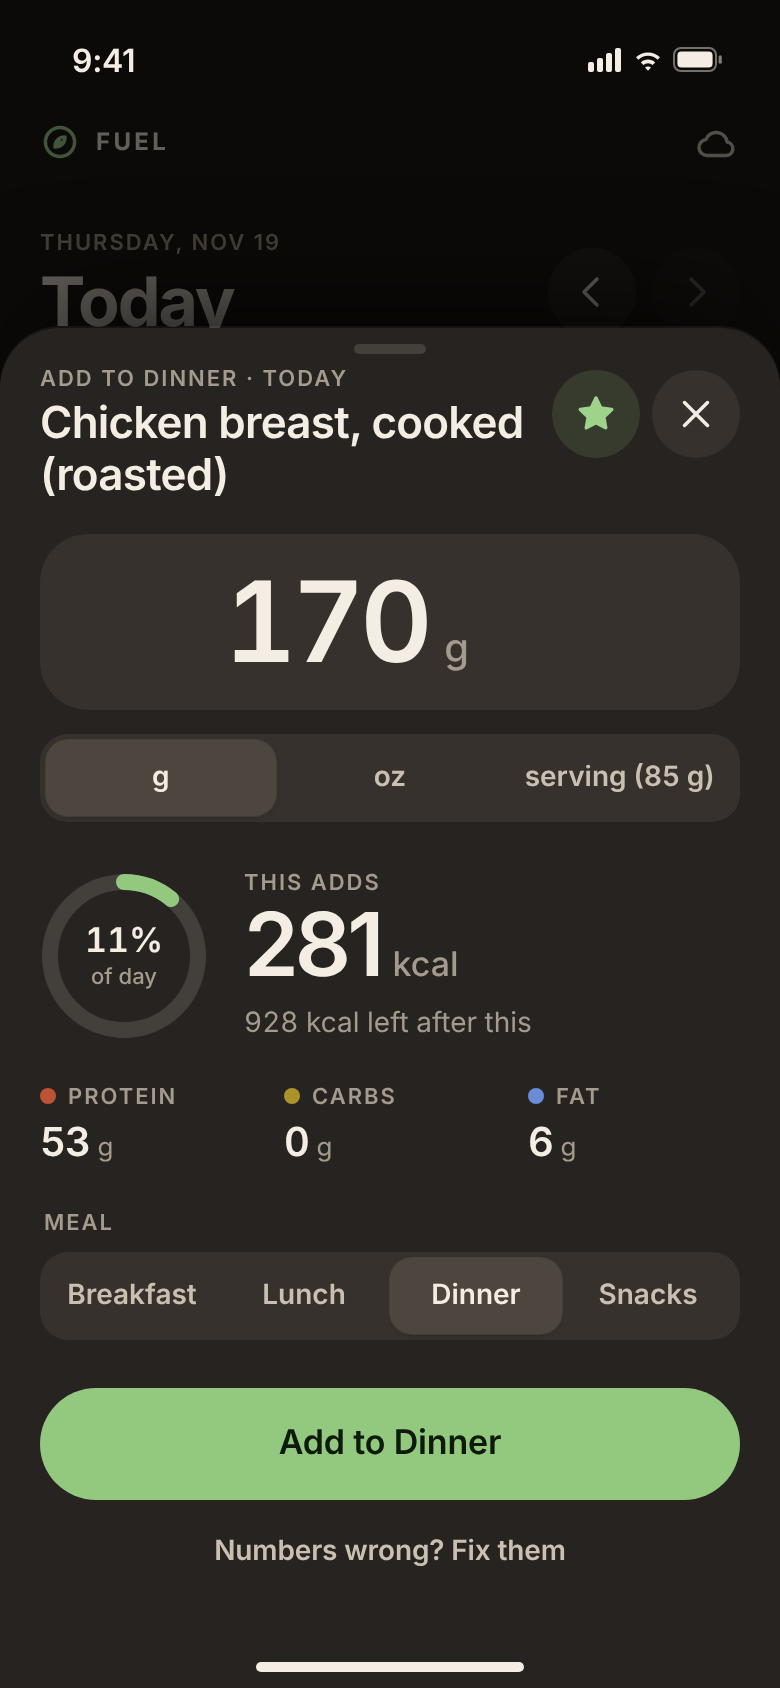 9:41
FUEL
THURSDAY, NOV 19
Today
ADD TO DINNER · TODAY
Chicken breast, cooked
(roasted)
170 g
g oz serving (85 g)
11%
of day
THIS ADDS
281 kcal
928 kcal left after this
PROTEIN CARBS FAT
53 g 0 g 6 g
MEAL
Breakfast Lunch Dinner Snacks
Add to Dinner
Numbers wrong? Fix them